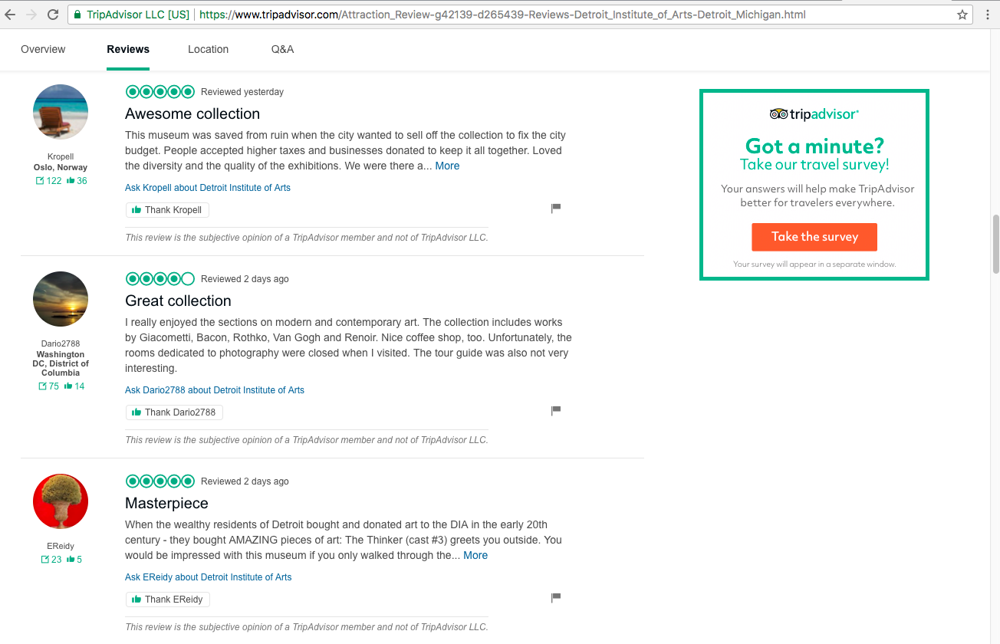 TripAdvisor LLC [US] https://www.tripadvisor.com/Attraction_Review-g42139-d265439-Reviews-Detroit_Institute_of_Arts-Detroit_Michigan.html
Overview Reviews Location Q&A
Reviewed yesterday
Awesome collection
This museum was saved from ruin when the city wanted to sell off the collection to fix the city
budget. People accepted higher taxes and businesses donated to keep it all together. Loved
the diversity and the quality of the exhibitions. We were there a... More
Kropell
Oslo, Norway
122 36
Ask Kropell about Detroit Institute of Arts
Thank Kropell
This review is the subjective opinion of a TripAdvisor member and not of TripAdvisor LLC.
Reviewed 2 days ago
Great collection
I really enjoyed the sections on modern and contemporary art. The collection includes works
by Giacometti, Bacon, Rothko, Van Gogh and Renoir. Nice coffee shop, too. Unfortunately, the
rooms dedicated to photography were closed when I visited. The tour guide was also not very
interesting.
Dario2788
Washington
DC, District of
Columbia
75 14
Ask Dario2788 about Detroit Institute of Arts
Thank Dario2788
This review is the subjective opinion of a TripAdvisor member and not of TripAdvisor LLC.
Reviewed 2 days ago
Masterpiece
When the wealthy residents of Detroit bought and donated art to the DIA in the early 20th
century - they bought AMAZING pieces of art: The Thinker (cast #3) greets you outside. You
would be impressed with this museum if you only walked through the... More
EReidy
23 5
Ask EReidy about Detroit Institute of Arts
Thank EReidy
This review is the subjective opinion of a TripAdvisor member and not of TripAdvisor LLC.
tripadvisor
Got a minute?
Take our travel survey!
Your answers will help make TripAdvisor
better for travelers everywhere.
Take the survey
Your survey will appear in a separate window.